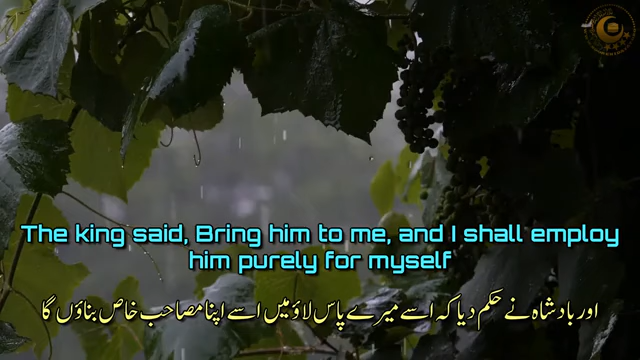 The king said, Bring him to me, and I shall employ
him purely for myself
اور بادشاہ نے حکم دیا کہ اسے میرے پاس لاؤ میں اسے اپنا مصاحب خاص بناؤں گا